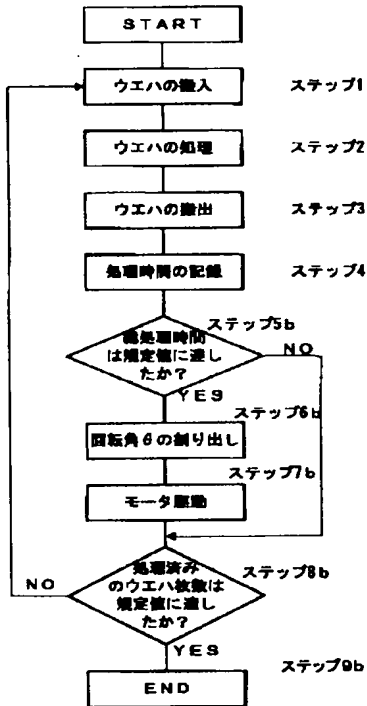 START
ウエハの搬入 ステップ1
ウエハの処理 ステップ2
ウエハの搬出 ステップ3
処理時間の記録 ステップ4
ステップ5b
総処理時間
は規定値に達し
たか?
NO
YES
ステップ6b
回転角θの割り出し
ステップ7b
モータ駆動
ステップ8b
処理済み
のウエハ枚数は
規定値に達し
たか?
NO
YES
ステップ9b
END